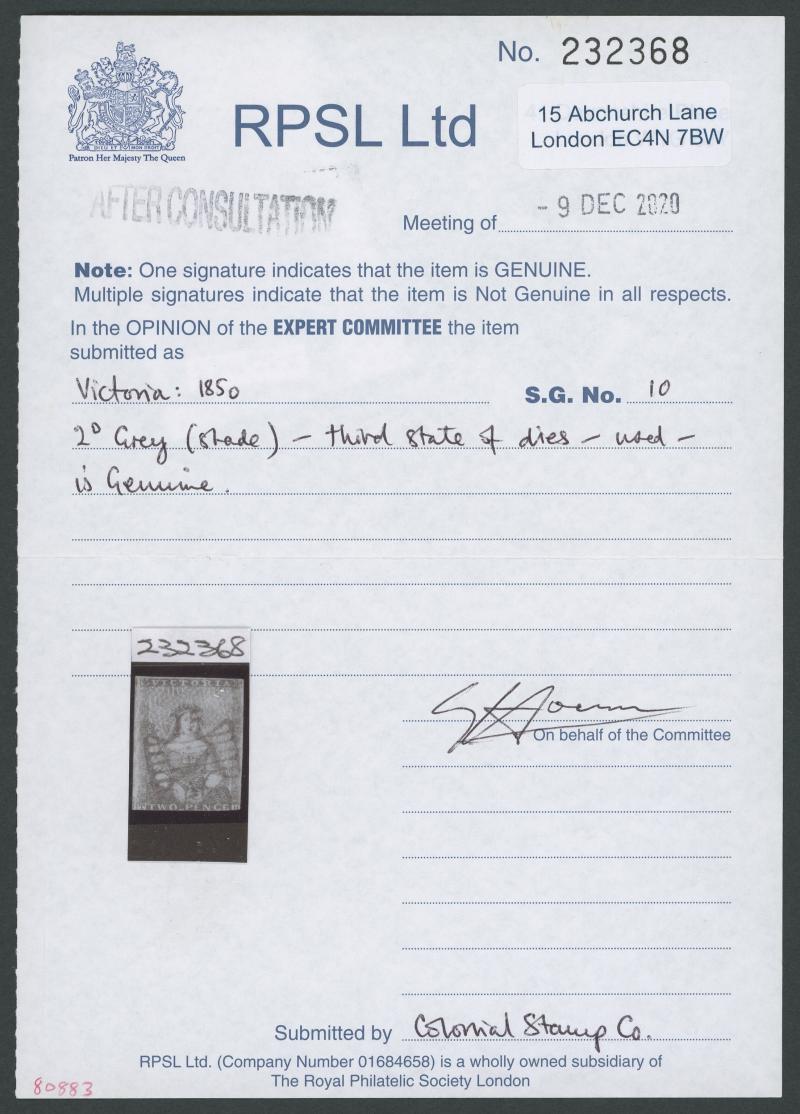 No. 232368
RPSL Ltd
15 Abchurch Lane
London EC4N 7BW
DIEU ET MON DROIT
Patron Her Majesty The Queen
AFTER CONSULTATION
Meeting of - 9 DEC 2020
Note: One signature indicates that the item is GENUINE.
Multiple signatures indicate that the item is Not Genuine in all respects.
In the OPINION of the EXPERT COMMITTEE the item
submitted as
Victoria: 1850 S.G. No. 10
2d Grey (shade) - third state of dies - used -
is Genuine.
232368
VICTORIA
TWO PENCE
On behalf of the Committee
Submitted by Colonial Stamp Co.
RPSL Ltd. (Company Number 01684658) is a wholly owned subsidiary of
The Royal Philatelic Society London
80883